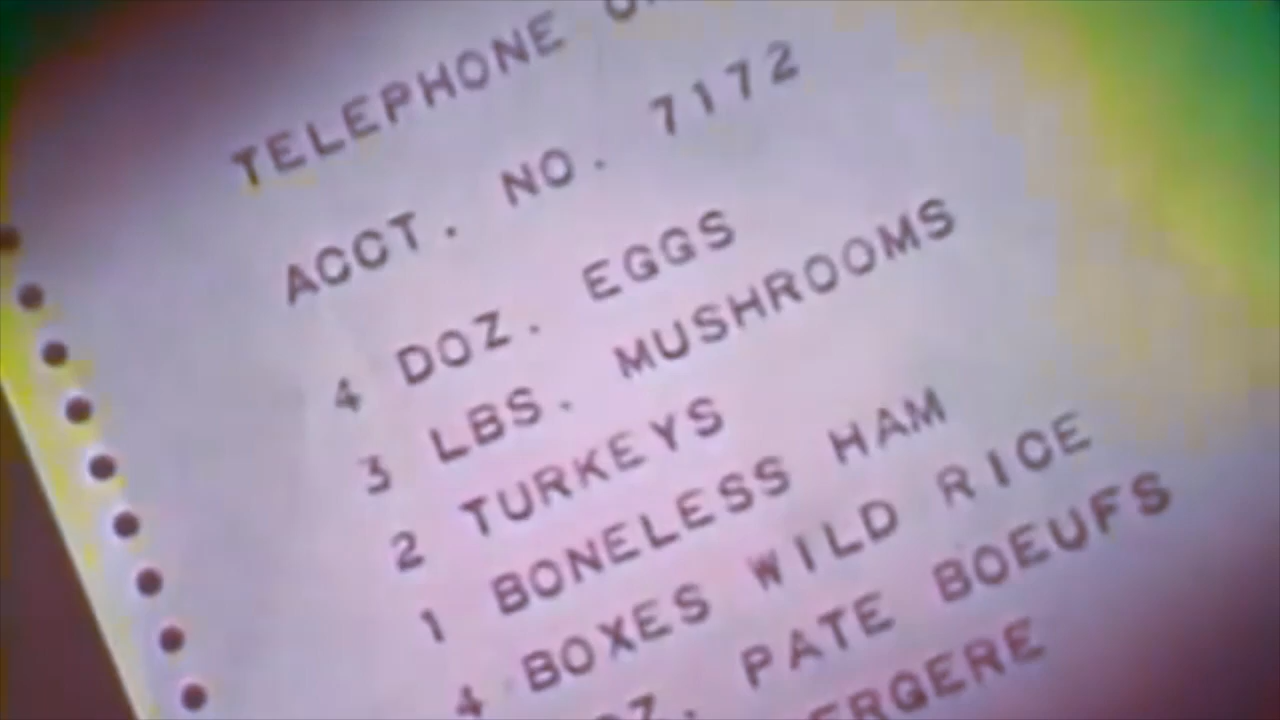 TELEPHONE
ACCT. NO. 7172
4 DOZ. EGGS
3 LBS. MUSHROOMS
2 TURKEYS
1 BONELESS HAM
4 BOXES WILD RICE
PATE BOEUFS